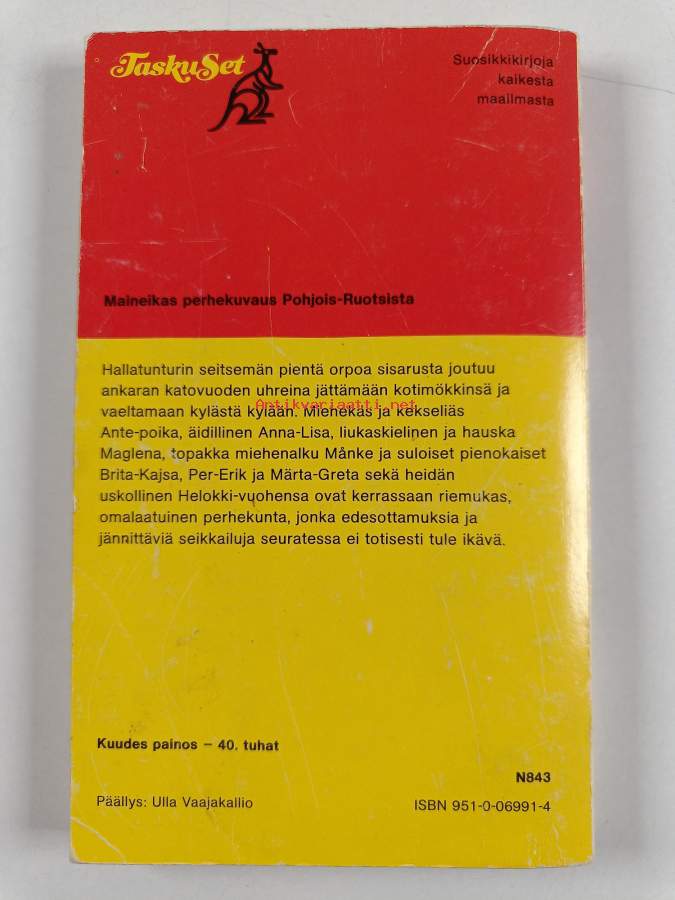 TaskuSet
Suosikkikirjoja
kaikesta
maailmasta
Maineikas perhekuvaus Pohjois-Ruotsista
Hallatunturin seitsemän pientä orpoa sisarusta joutuu
ankaran katovuoden uhreina jättämään kotimökkinsä ja
vaeltamaan kylästä kylään. Mienekäs ja kekseliäs
Antikvariaatti.net
Ante-poika, äidillinen Anna-Lisa, liukaskielinen ja hauska
Maglena, topakka miehenalku Månke ja suloiset pienokaiset
Brita-Kajsa, Per-Erik ja Märta-Greta sekä heidän
uskollinen Helokki-vuohensa ovat kerrassaan riemukas,
omalaatuinen perhekunta, jonka edesottamuksia ja
jännittäviä seikkailuja seuratessa ei totisesti tule ikävä.
Kuudes painos – 40. tuhat
N843
Päällys: Ulla Vaajakallio
ISBN 951-0-06991-4